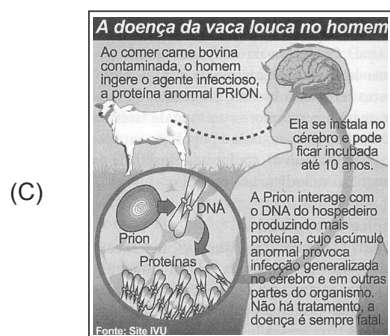 (C)
A doença da vaca louca no homem
Ao comer carne bovina
contaminada, o homem
ingere o agente infeccioso,
a proteína anormal PRION.
Ela se instala no
cérebro e pode
ficar incubada
até 10 anos.
DNA
Prion
Proteínas
A Prion interage com
o DNA do hospedeiro
produzindo mais
proteína, cujo acúmulo
anormal provoca
infecção generalizada
no cérebro e em outras
partes do organismo.
Não há tratamento, a
doença é sempre fatal.
Fonte: Site IVU